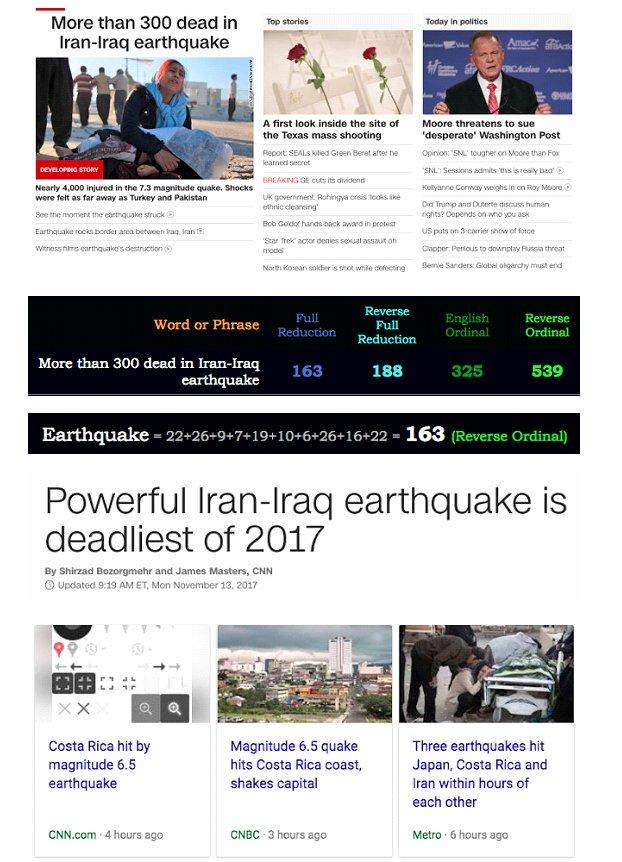 More than 300 dead in
Iran-Iraq earthquake
DEVELOPING STORY
Nearly 4,000 injured in the 7.3 magnitude quake. Shocks
were felt as far away as Turkey and Pakistan
See the moment the earthquake struck
Earthquake rocks border area between Iraq, Iran
Witness films earthquake's destruction
Top stories
A first look inside the site of
the Texas mass shooting
Report: SEALs killed Green Beret after he
learned secret
BREAKING GE cuts its dividend
UK government: Rohingya crisis 'looks like
ethnic cleansing'
Bob Geldof hands back award in protest
'Star Trek' actor denies sexual assault on
model
North Korean soldier is shot while defecting
Today in politics
Moore threatens to sue
'desperate' Washington Post
Opinion: 'SNL' tougher on Moore than Fox
'SNL': Sessions admits 'this is really bad'
Kellyanne Conway weighs in on Roy Moore
Did Trump and Duterte discuss human
rights? Depends on who you ask
US puts on 3-carrier show of force
Clapper: Perilous to downplay Russia threat
Bernie Sanders: Global oligarchy must end
Word or Phrase
Full
Reduction
Reverse
Full
Reduction
English
Ordinal
Reverse
Ordinal
More than 300 dead in Iran-Iraq
earthquake
163
188
325
539
Earthquake = 22+26+9+7+19+10+6+26+16+22 = 163 (Reverse Ordinal)
Powerful Iran-Iraq earthquake is
deadliest of 2017
By Shirzad Bozorgmehr and James Masters, CNN
Updated 9:19 AM ET, Mon November 13, 2017
Costa Rica hit by
magnitude 6.5
earthquake
CNN.com · 4 hours ago
Magnitude 6.5 quake
hits Costa Rica coast,
shakes capital
CNBC · 3 hours ago
Three earthquakes hit
Japan, Costa Rica and
Iran within hours of
each other
Metro · 6 hours ago